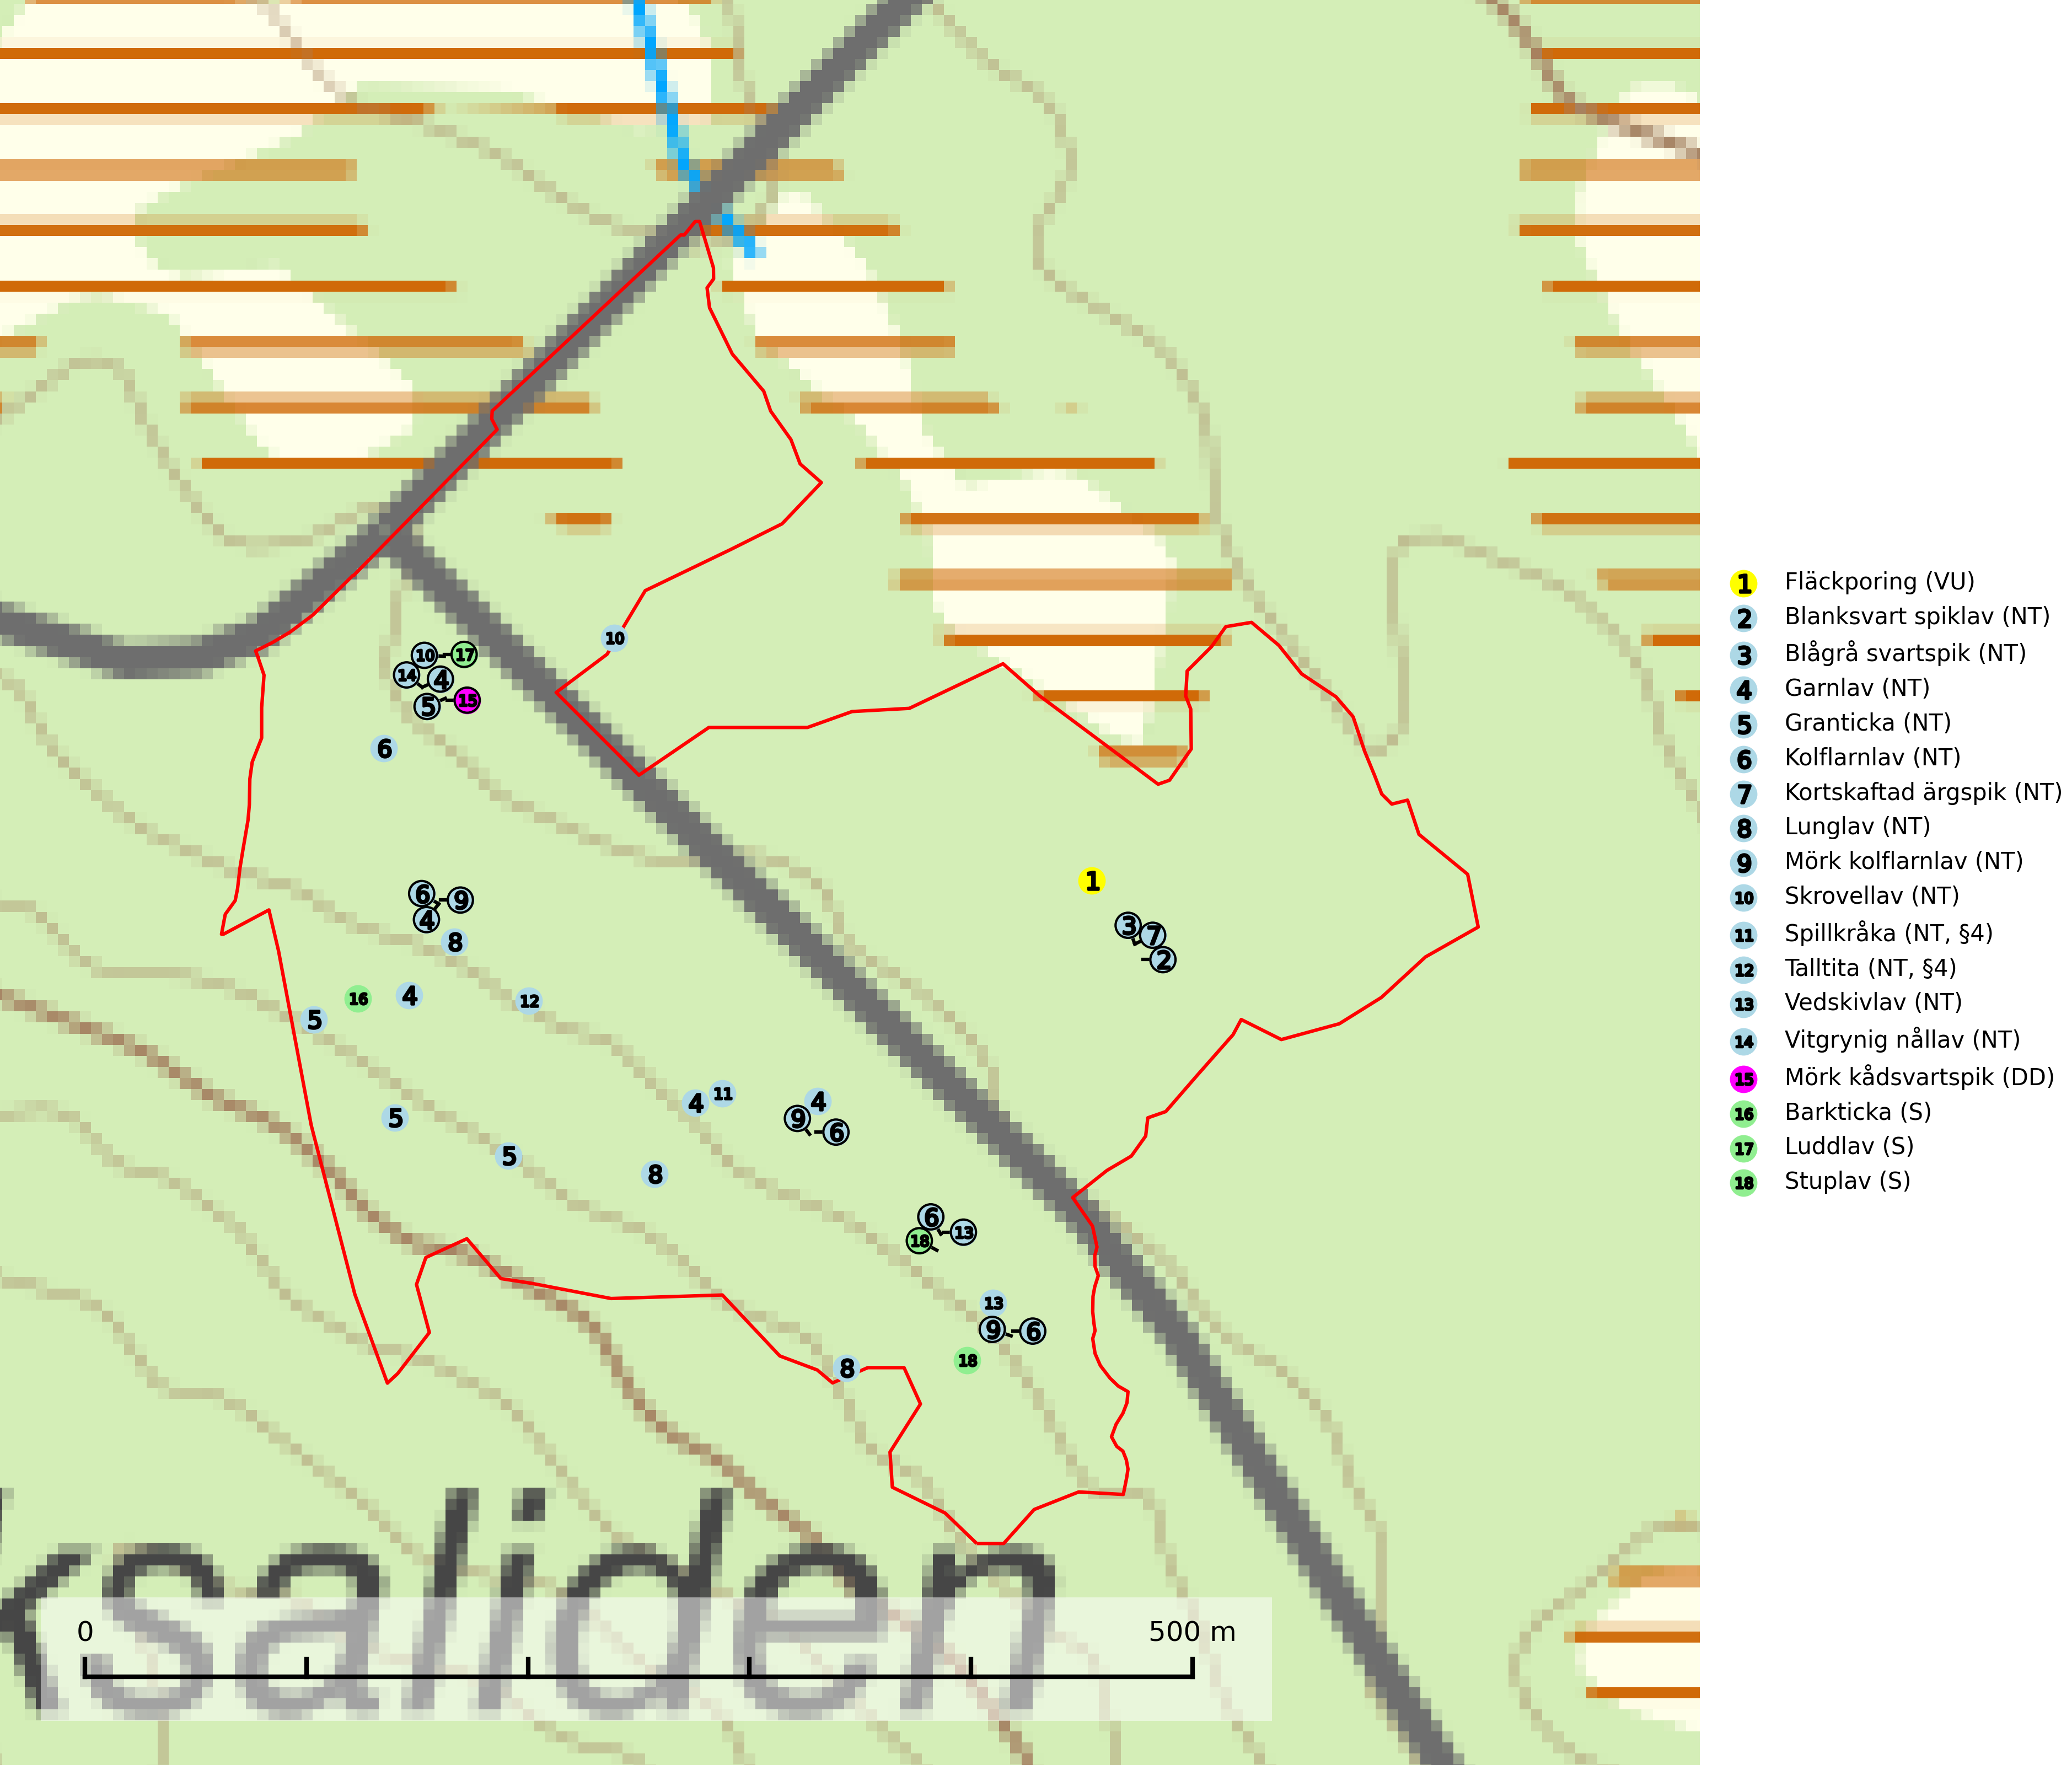 10
10 17
14 4
5 15
6
1
6 9
4
8
3 7
2
16 4 12
5
4 11 4
5 9 6
5
8
6
18 13
13
9 6
18
8
ksaliden
0 500 m
1 Fläckporing (VU)
2 Blanksvart spiklav (NT)
3 Blågrå svartspik (NT)
4 Garnlav (NT)
5 Granticka (NT)
6 Kolflarnlav (NT)
7 Kortskaftad ärgspik (NT)
8 Lunglav (NT)
9 Mörk kolflarnlav (NT)
10 Skrovellav (NT)
11 Spillkråka (NT, §4)
12 Talltita (NT, §4)
13 Vedskivlav (NT)
14 Vitgrynig nållav (NT)
15 Mörk kådsvartspik (DD)
16 Barkticka (S)
17 Luddlav (S)
18 Stuplav (S)